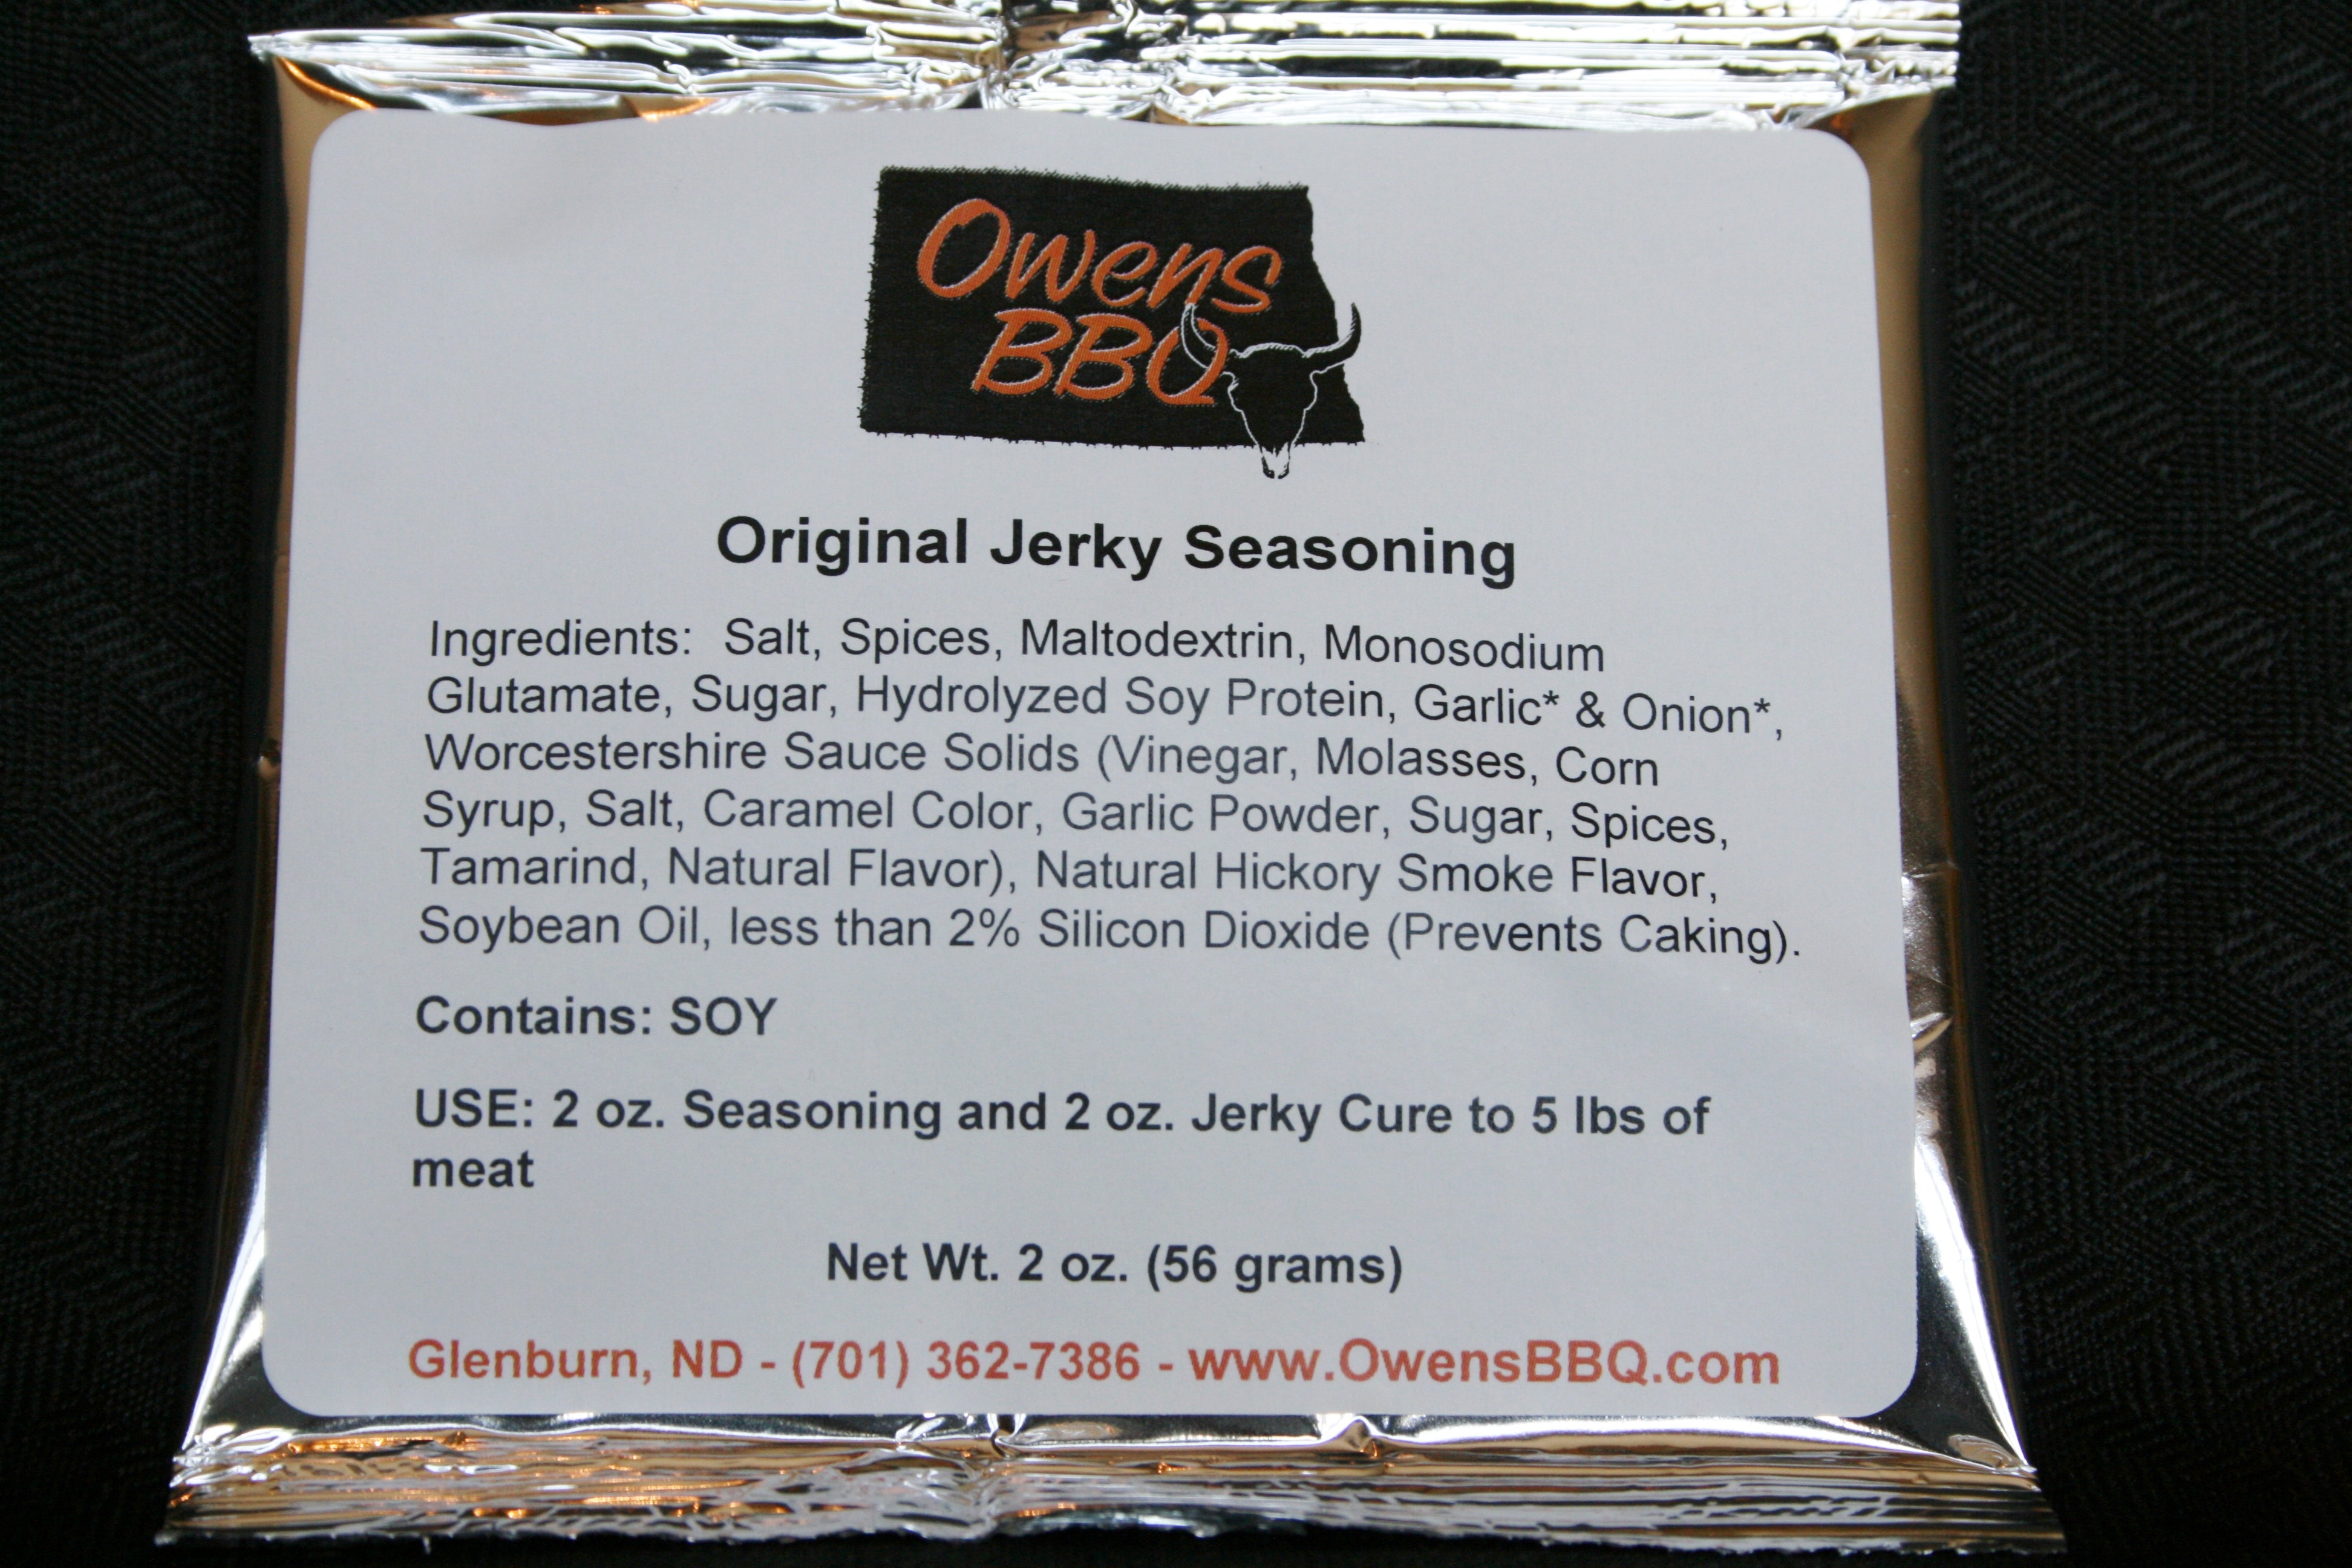 Owens
BBQ
Original Jerky Seasoning
Ingredients: Salt, Spices, Maltodextrin, Monosodium
Glutamate, Sugar, Hydrolyzed Soy Protein, Garlic* & Onion*,
Worcestershire Sauce Solids (Vinegar, Molasses, Corn
Syrup, Salt, Caramel Color, Garlic Powder, Sugar, Spices,
Tamarind, Natural Flavor), Natural Hickory Smoke Flavor,
Soybean Oil, less than 2% Silicon Dioxide (Prevents Caking).
Contains: SOY
USE: 2 oz. Seasoning and 2 oz. Jerky Cure to 5 lbs of
meat
Net Wt. 2 oz. (56 grams)
Glenburn, ND - (701) 362-7386 - www.OwensBBQ.com